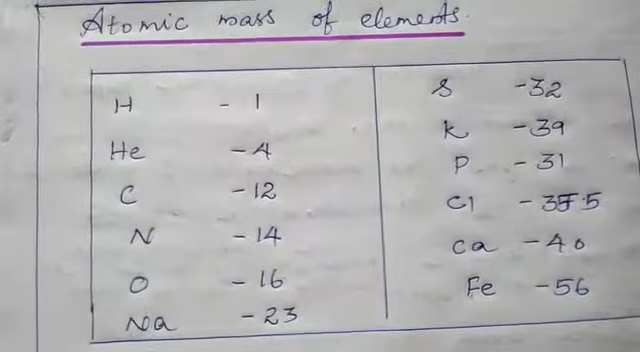 Atomic mass of elements.
H - 1
He - 4
C - 12
N - 14
O - 16
Na - 23
S - 32
K - 39
P - 31
Cl - 35.5
Ca - 40
Fe - 56